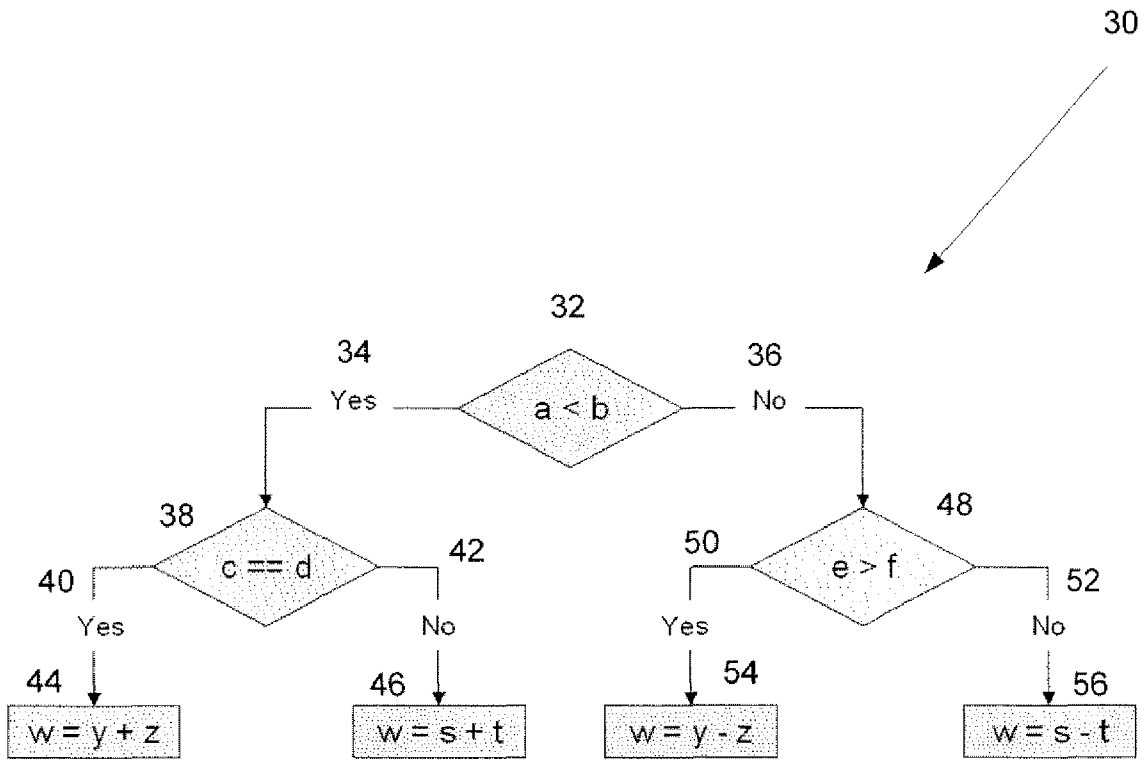 30
32
34
36
Yes
a < b
No
38
48
40
c == d
42
50
e > f
52
Yes
No
Yes
No
44
46
54
56
w = y + z
w = s + t
w = y - z
w = s - t